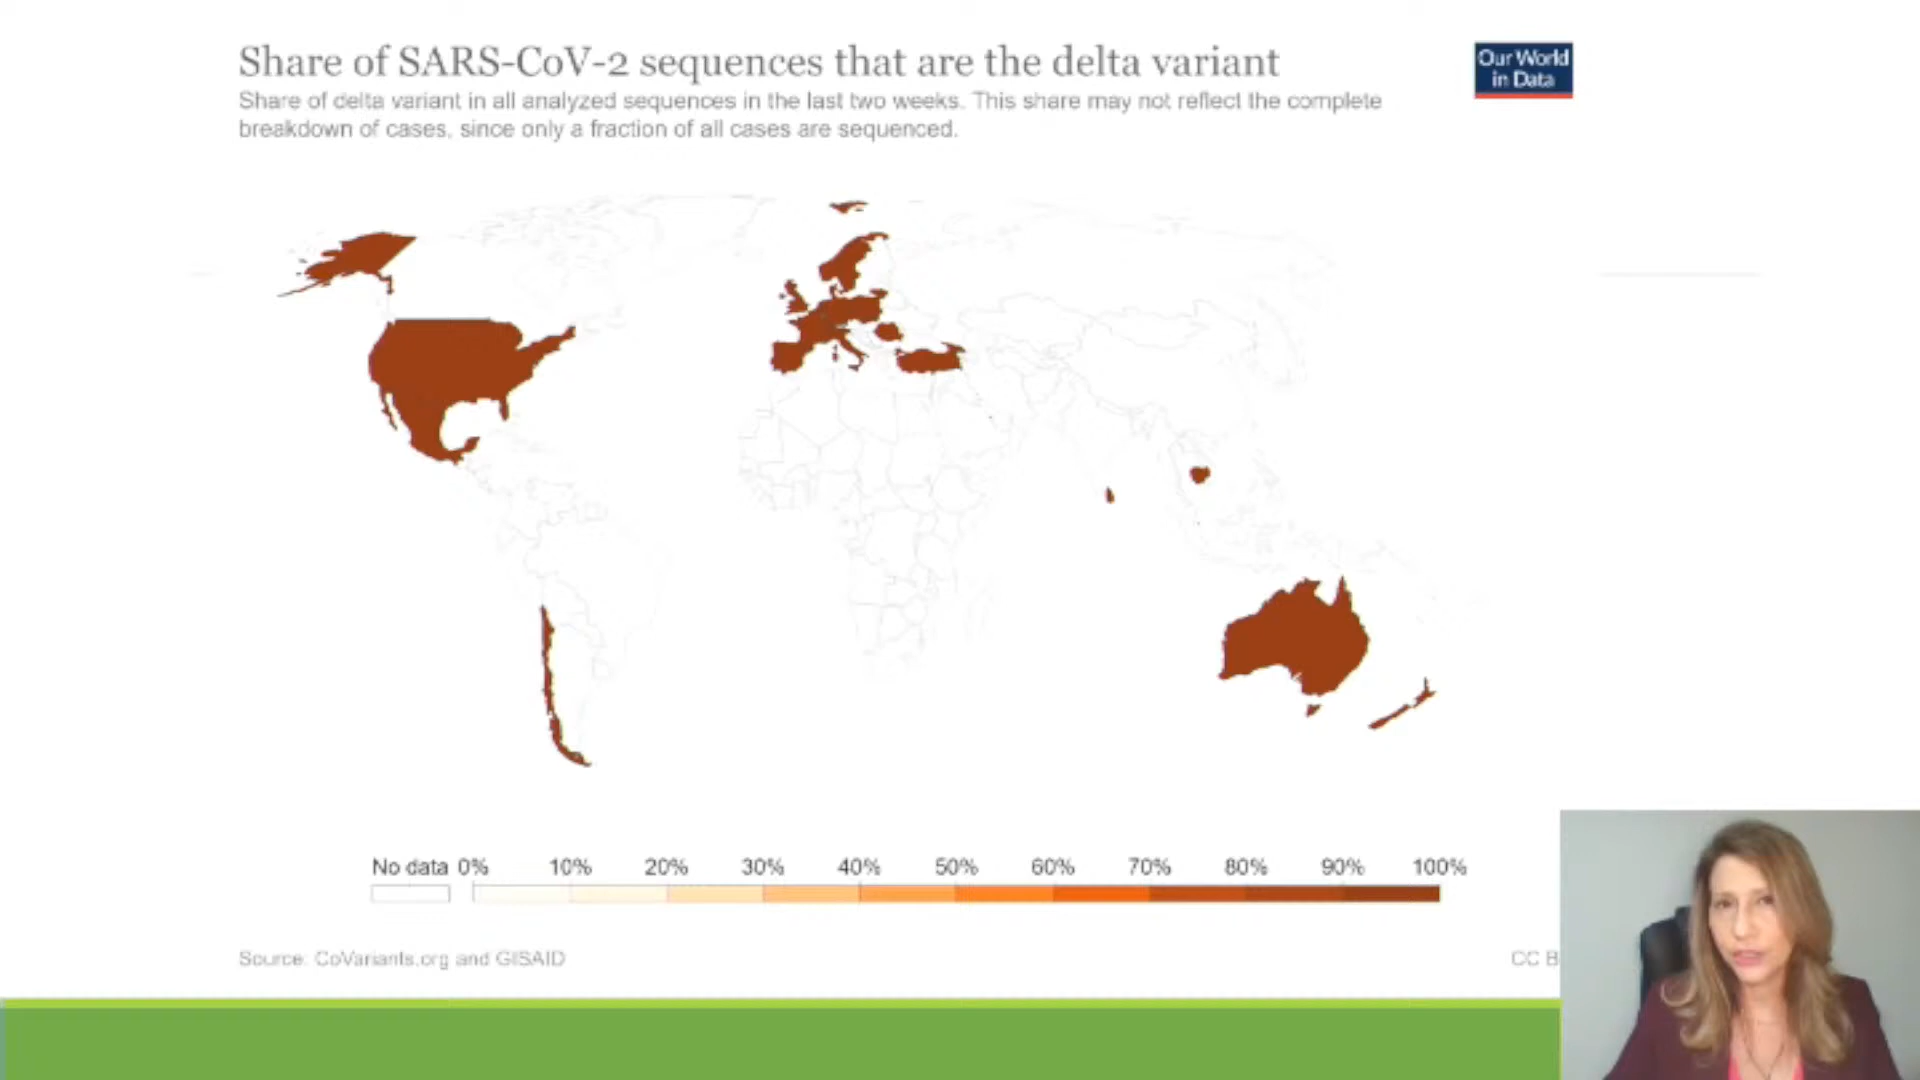 Share of SARS-CoV-2 sequences that are the delta variant
Our World
in Data
Share of delta variant in all analyzed sequences in the last two weeks. This share may not reflect the complete
breakdown of cases, since only a fraction of all cases are sequenced.
No data 0% 10% 20% 30% 40% 50% 60% 70% 80% 90% 100%
Source: CoVariants.org and GISAID
CC B